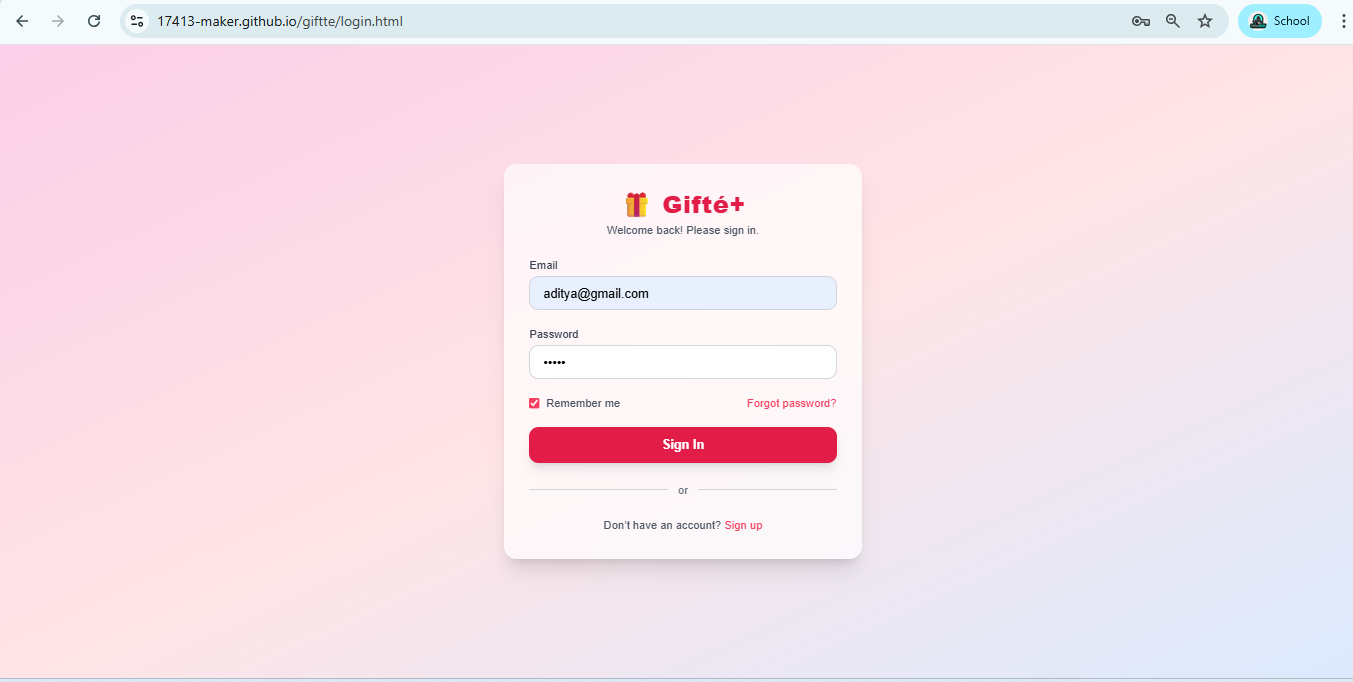 17413-maker.github.io/giftte/login.html
School
Gifté+
Welcome back! Please sign in.
Email
aditya@gmail.com
Password
•••••
Remember me
Forgot password?
Sign In
or
Don't have an account? Sign up